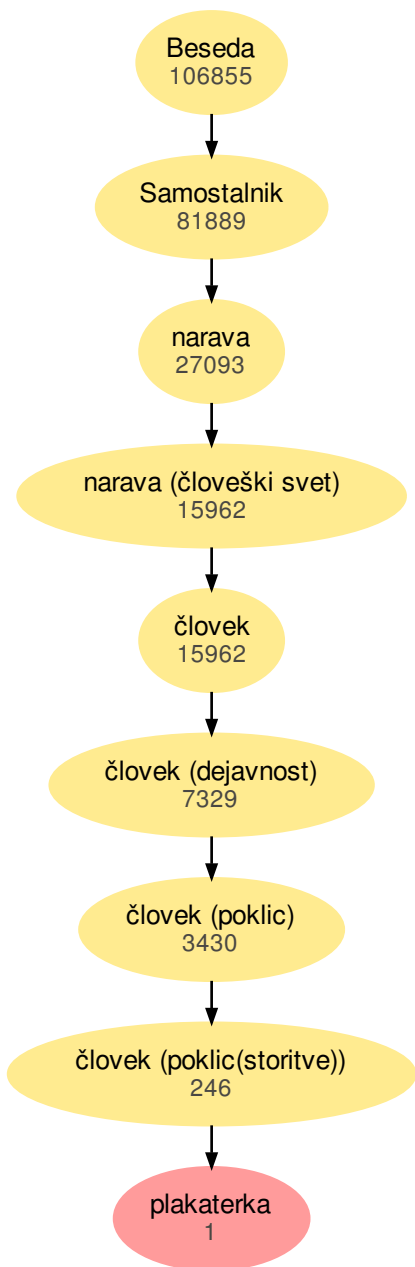 Beseda
106855
Samostalnik
81889
narava
27093
narava (človeški svet)
15962
človek
15962
človek (dejavnost)
7329
človek (poklic)
3430
človek (poklic(storitve))
246
plakaterka
1